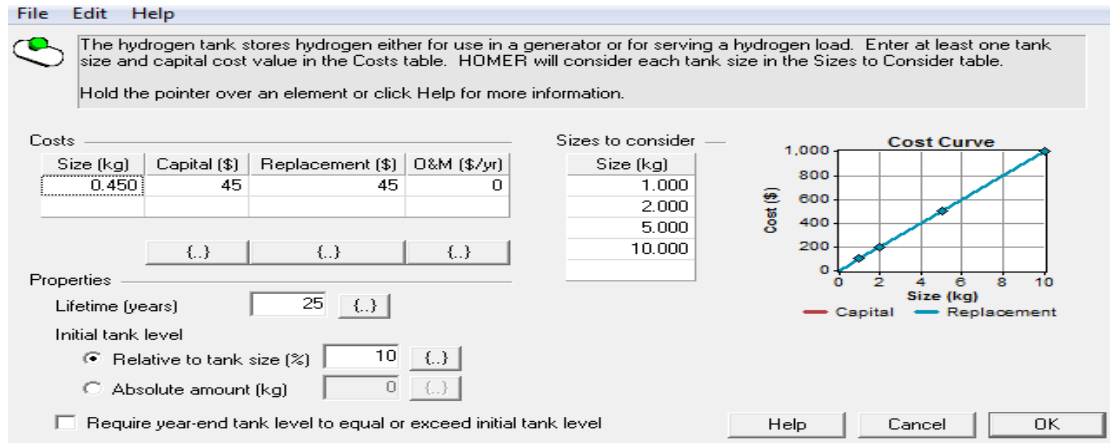 File Edit Help
The hydrogen tank stores hydrogen either for use in a generator or for serving a hydrogen load. Enter at least one tank
size and capital cost value in the Costs table. HOMER will consider each tank size in the Sizes to Consider table.
Hold the pointer over an element or click Help for more information.
Costs
Size (kg) Capital ($) Replacement ($) O&M ($/yr)
0.450 45 45 0
{..} {..} {..}
Sizes to consider
Size (kg)
1.000
2.000
5.000
10.000
Cost Curve
Cost ($)
1,000
800
600
400
200
0
0 2 4 6 8 10
Size (kg)
Capital Replacement
Properties
Lifetime (years) 25 {..}
Initial tank level
Relative to tank size (%) 10 {..}
Absolute amount (kg) 0 {..}
Require year-end tank level to equal or exceed initial tank level
Help Cancel OK